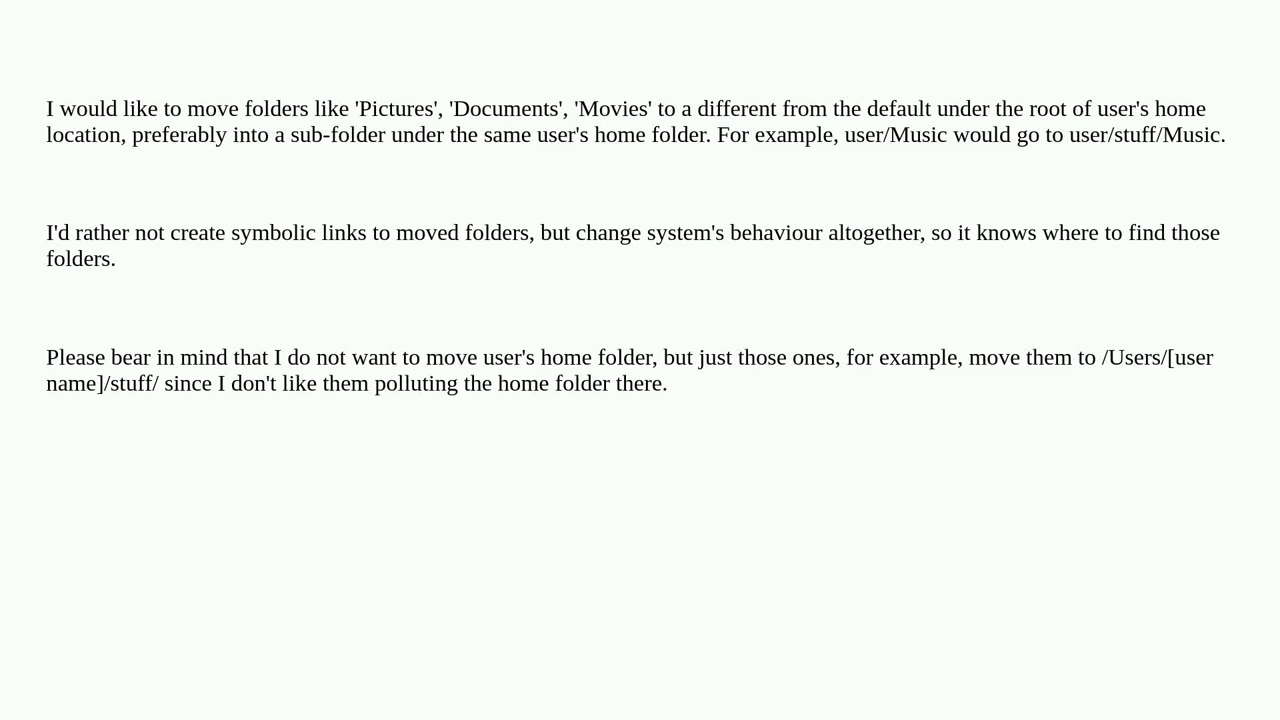 I would like to move folders like 'Pictures', 'Documents', 'Movies' to a different from the default under the root of user's home
location, preferably into a sub-folder under the same user's home folder. For example, user/Music would go to user/stuff/Music.
I'd rather not create symbolic links to moved folders, but change system's behaviour altogether, so it knows where to find those
folders.
Please bear in mind that I do not want to move user's home folder, but just those ones, for example, move them to /Users/[user
name]/stuff/ since I don't like them polluting the home folder there.